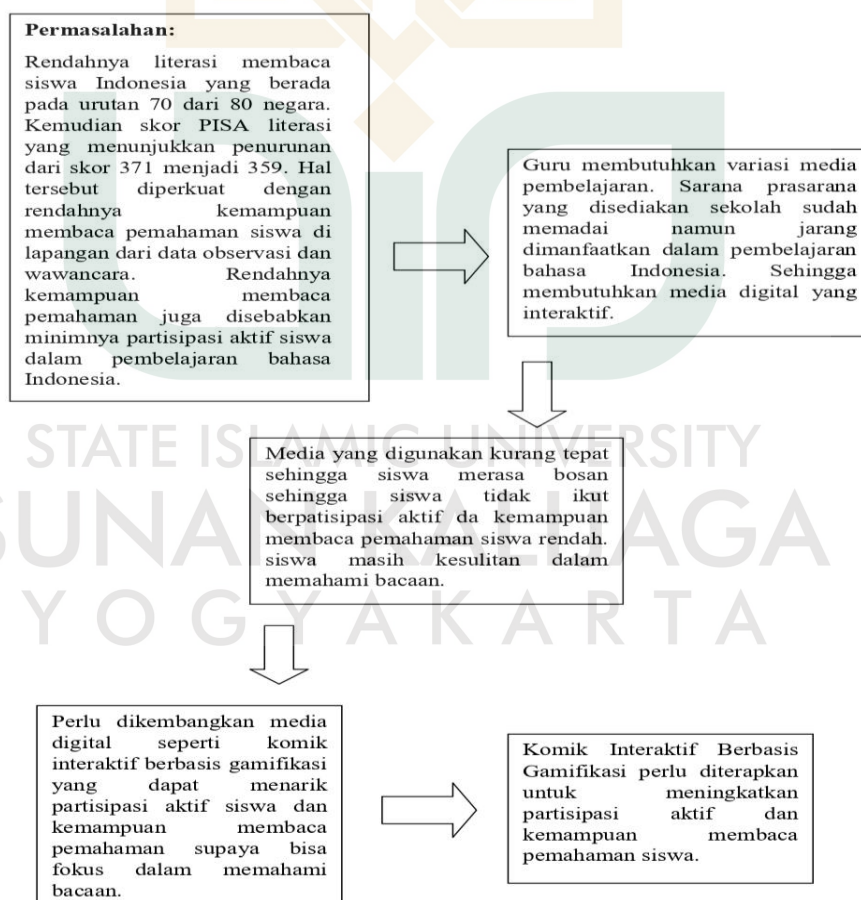 Permasalahan:
Rendahnya literasi membaca
siswa Indonesia yang berada
pada urutan 70 dari 80 negara.
Kemudian skor PISA literasi
yang menunjukkan penurunan
dari skor 371 menjadi 359. Hal
tersebut diperkuat dengan
rendahnya kemampuan
membaca pemahaman siswa di
lapangan dari data observasi dan
wawancara. Rendahnya
kemampuan membaca
pemahaman juga disebabkan
minimnya partisipasi aktif siswa
dalam pembelajaran bahasa
Indonesia.
Guru membutuhkan variasi media
pembelajaran. Sarana prasarana
yang disediakan sekolah sudah
memadai namun jarang
dimanfaatkan dalam pembelajaran
bahasa Indonesia. Sehingga
membutuhkan media digital yang
interaktif.
Media yang digunakan kurang tepat
sehingga siswa merasa bosan
sehingga siswa tidak ikut
berpatisipasi aktif da kemampuan
membaca pemahaman siswa rendah.
siswa masih kesulitan dalam
memahami bacaan.
Perlu dikembangkan media
digital seperti komik
interaktif berbasis gamifikasi
yang dapat menarik
partisipasi aktif siswa dan
kemampuan membaca
pemahaman supaya bisa
fokus dalam memahami
bacaan.
Komik Interaktif Berbasis
Gamifikasi perlu diterapkan
untuk meningkatkan
partisipasi aktif dan
kemampuan membaca
pemahaman siswa.
STATE ISLAMIC UNIVERSITY
SUNAN KALIJAGA
YOGYAKARTA